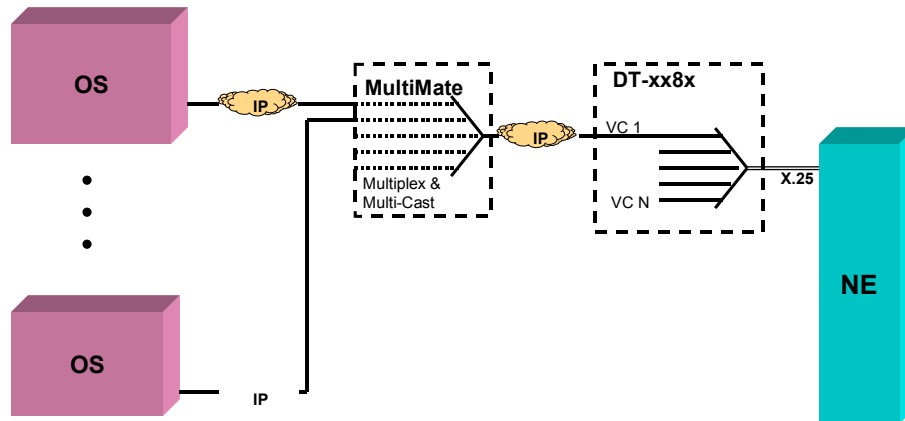 OS
IP
MultiMate
Multiplex &
Multi-Cast
IP
DT-xx8x
VC 1
VC N
X.25
NE
OS
IP